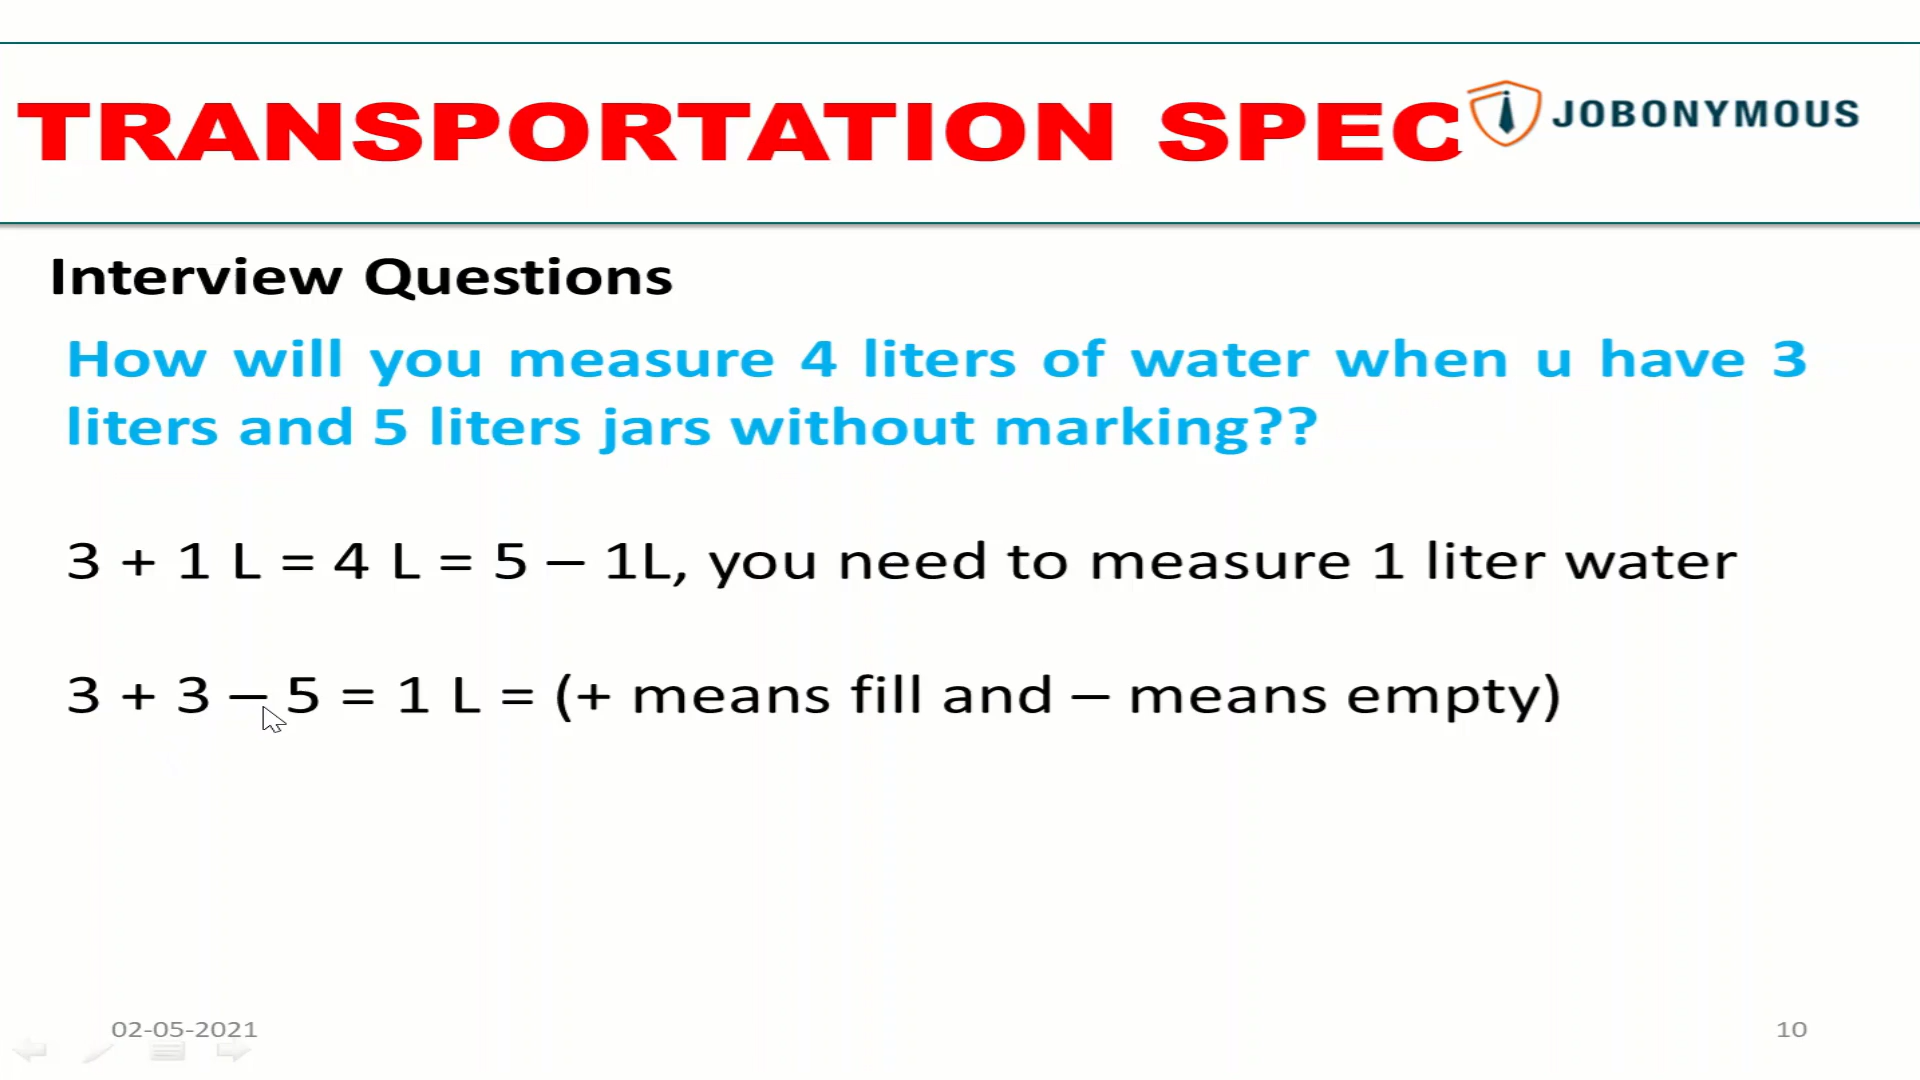 TRANSPORTATION SPEC
JOBONYMOUS
Interview Questions
How will you measure 4 liters of water when u have 3
liters and 5 liters jars without marking??
3 + 1 L = 4 L = 5 – 1L, you need to measure 1 liter water
3 + 3 – 5 = 1 L = (+ means fill and – means empty)
02-05-2021
10